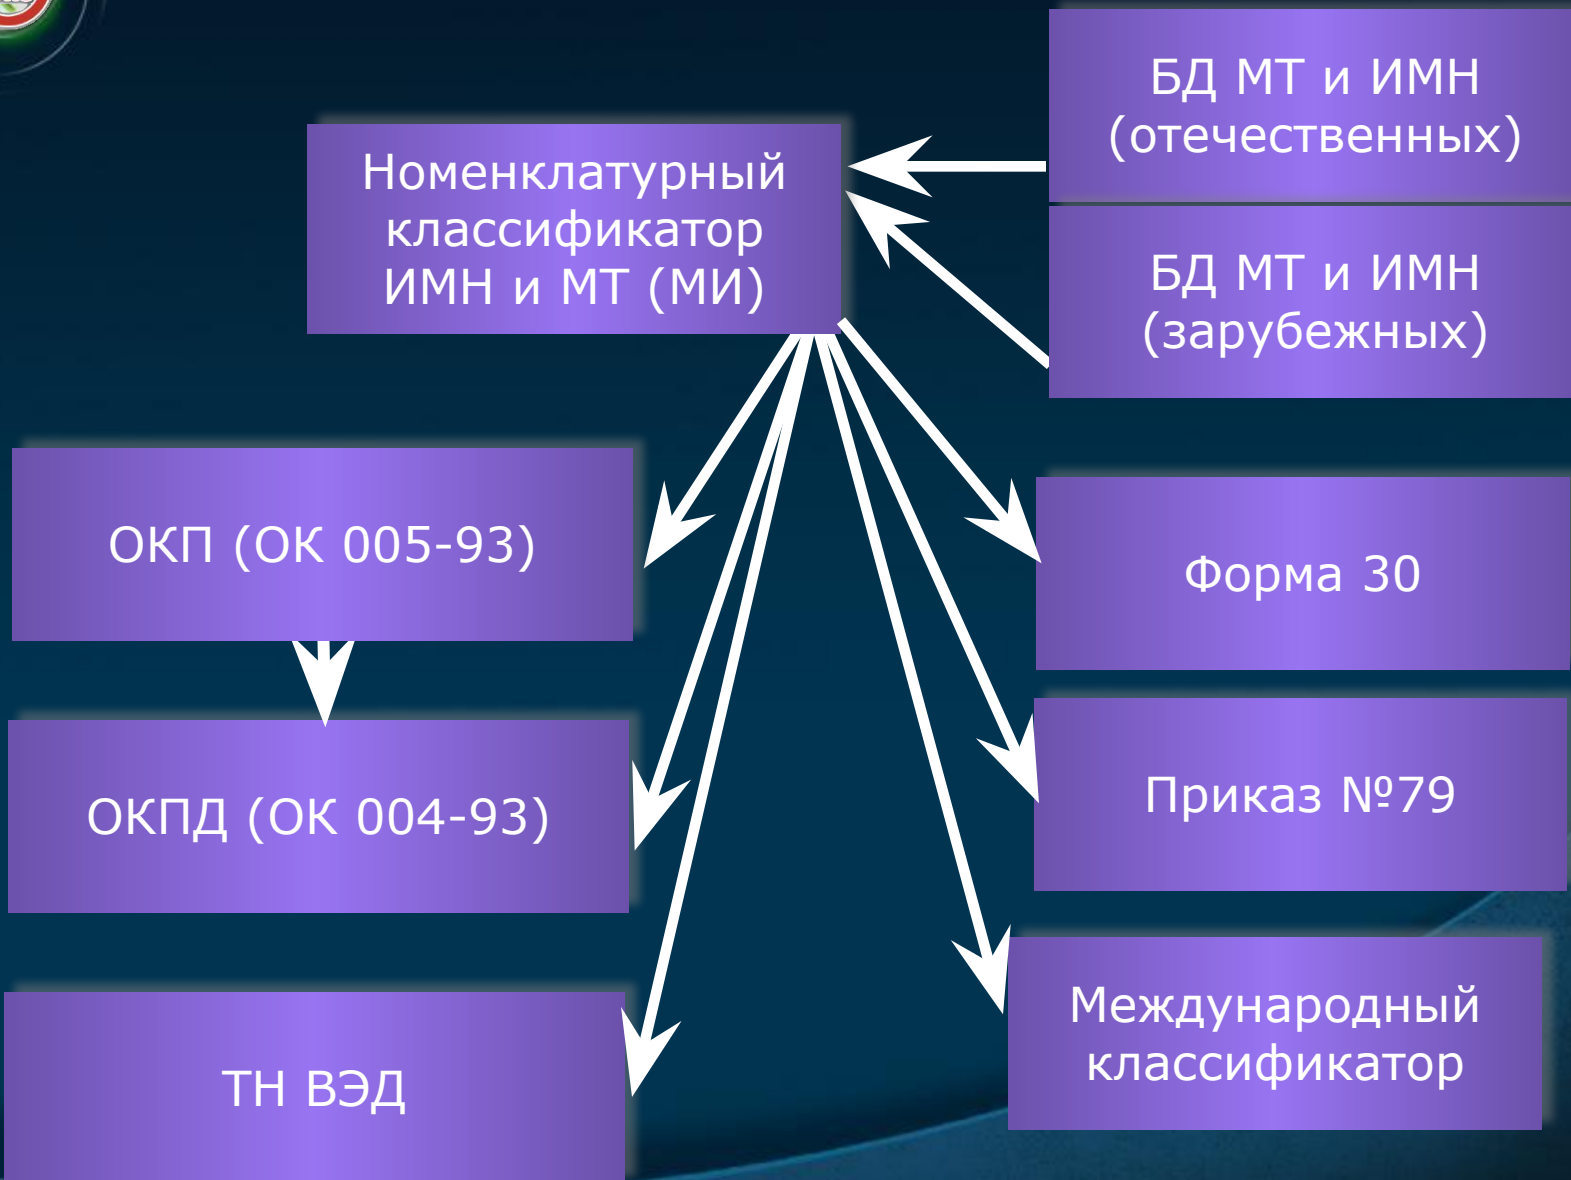 БД МТ и ИМН
(отечественных)
Номенклатурный
классификатор
ИМН и МТ (МИ)
БД МТ и ИМН
(зарубежных)
ОКП (ОК 005-93)
Форма 30
ОКПД (ОК 004-93)
Приказ №79
Международный
классификатор
ТН ВЭД